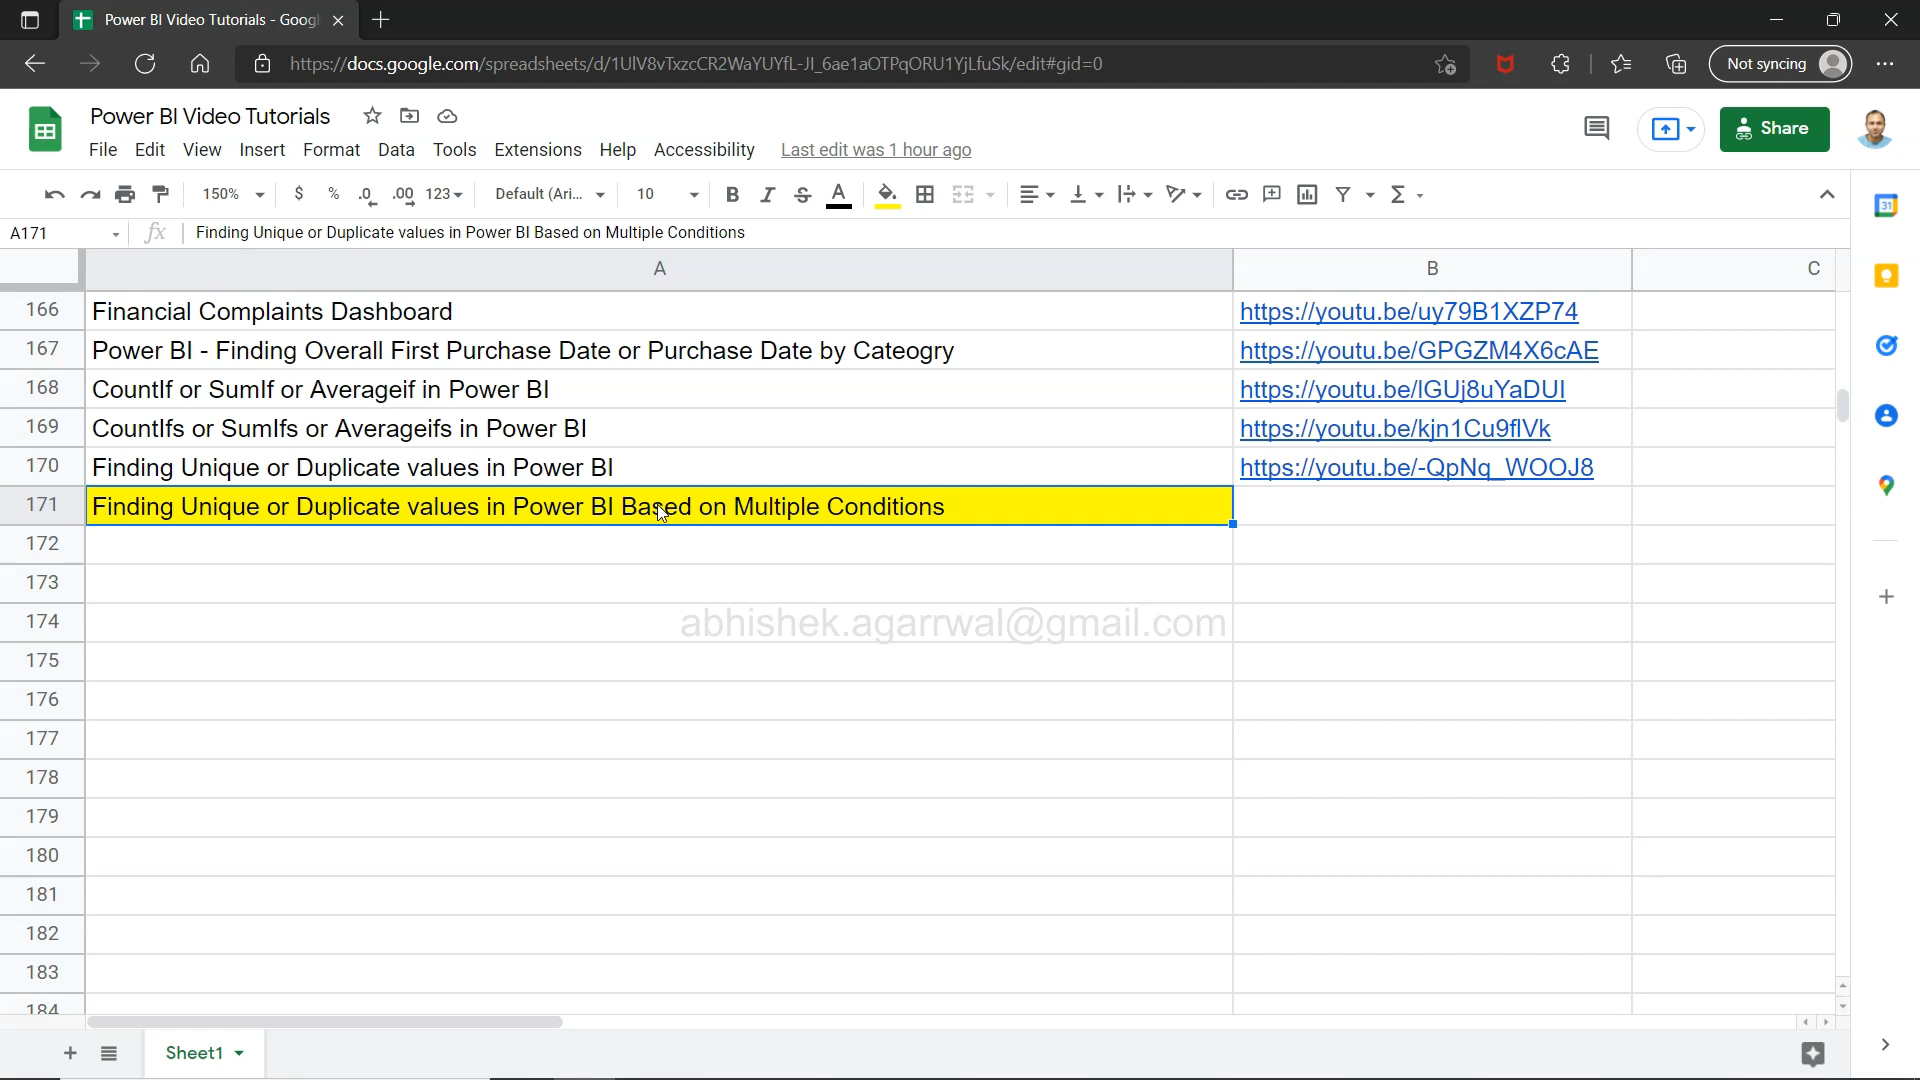 Power BI Video Tutorials - Goog
https://docs.google.com/spreadsheets/d/1UlV8vTxzcCR2WaYUYfL-JI_6ae1aOTPqORU1YjLfuSk/edit#gid=0
Not syncing
Power BI Video Tutorials
File Edit View Insert Format Data Tools Extensions Help Accessibility Last edit was 1 hour ago
Share
150% $ % .0 .00 123 Default (Ari... 10 B I S A Σ
31
A171 fx Finding Unique or Duplicate values in Power BI Based on Multiple Conditions
A B C
166 Financial Complaints Dashboard https://youtu.be/uy79B1XZP74
167 Power BI - Finding Overall First Purchase Date or Purchase Date by Cateogry https://youtu.be/GPGZM4X6cAE
168 CountIf or SumIf or Averageif in Power BI https://youtu.be/lGUj8uYaDUI
169 CountIfs or SumIfs or Averageifs in Power BI https://youtu.be/kjn1Cu9flVk
170 Finding Unique or Duplicate values in Power BI https://youtu.be/-QpNq_WOOJ8
171 Finding Unique or Duplicate values in Power BI Based on Multiple Conditions
172
173
174 abhishek.agarrwal@gmail.com
175
176
177
178
179
180
181
182
183
184
Sheet1